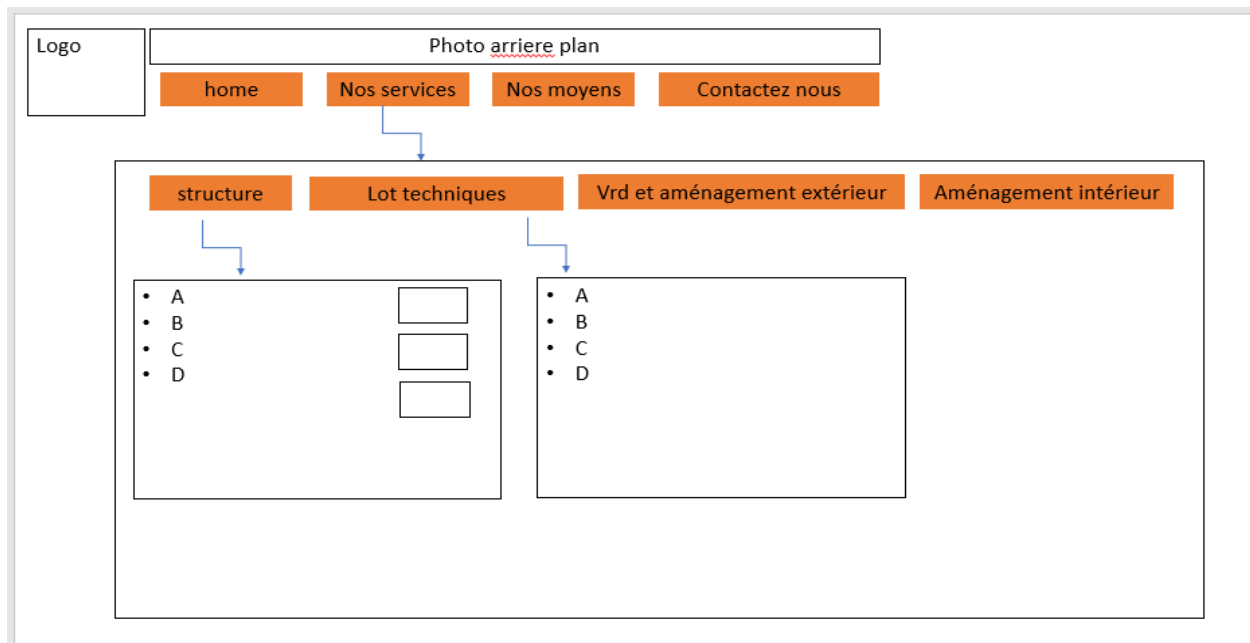 Logo
Photo arriere plan
home
Nos services
Nos moyens
Contactez nous
structure
Lot techniques
Vrd et aménagement extérieur
Aménagement intérieur
• A
• B
• C
• D
• A
• B
• C
• D